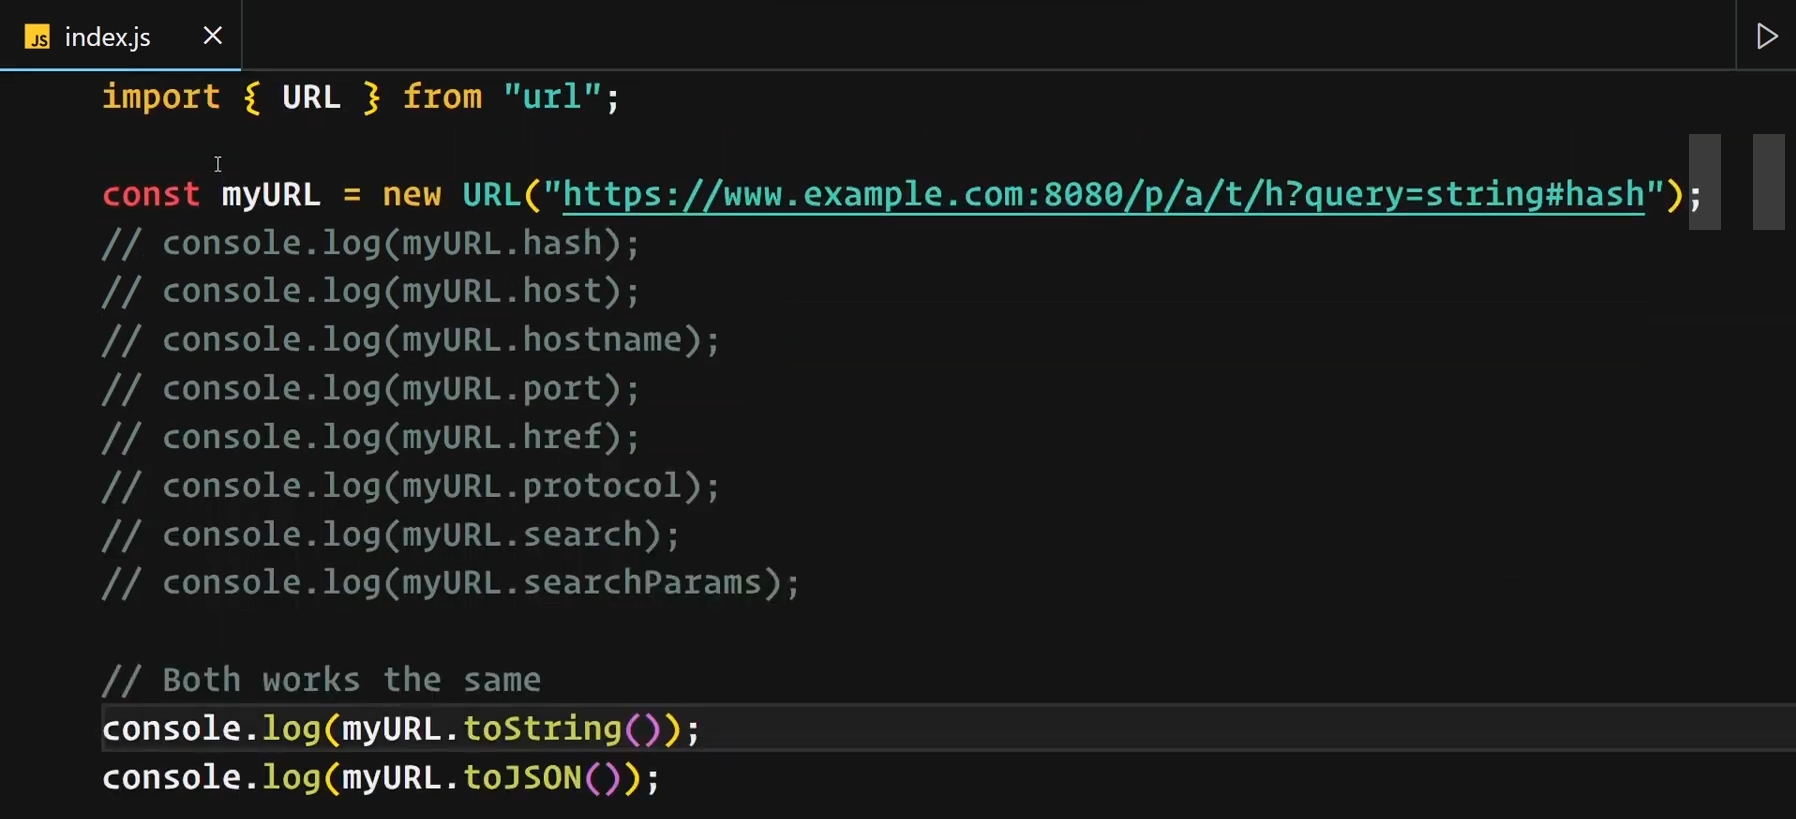 JS index.js
import { URL } from "url";
const myURL = new URL("https://www.example.com:8080/p/a/t/h?query=string#hash");
// console.log(myURL.hash);
// console.log(myURL.host);
// console.log(myURL.hostname);
// console.log(myURL.port);
// console.log(myURL.href);
// console.log(myURL.protocol);
// console.log(myURL.search);
// console.log(myURL.searchParams);
// Both works the same
console.log(myURL.toString());
console.log(myURL.toJSON());